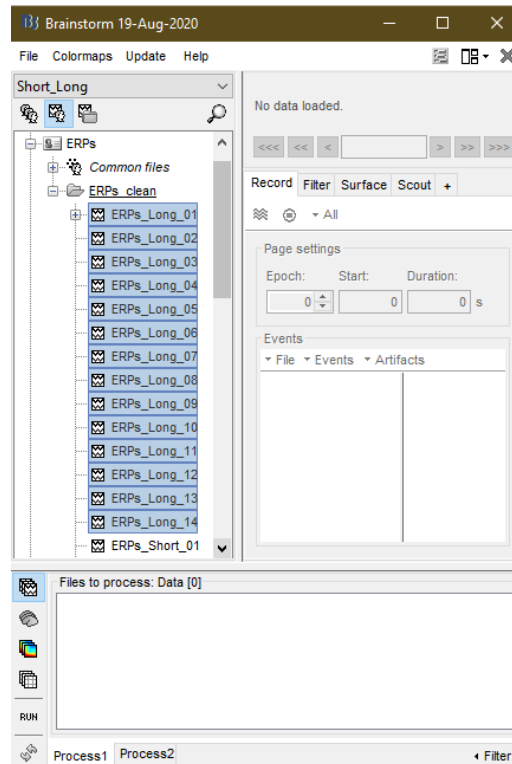 Brainstorm 19-Aug-2020
File Colormaps Update Help
Short_Long
No data loaded.
<<< << < > >> >>>
ERPs
Common files
ERPs_clean
ERPs_Long_01
ERPs_Long_02
ERPs_Long_03
ERPs_Long_04
ERPs_Long_05
ERPs_Long_06
ERPs_Long_07
ERPs_Long_08
ERPs_Long_09
ERPs_Long_10
ERPs_Long_11
ERPs_Long_12
ERPs_Long_13
ERPs_Long_14
ERPs_Short_01
Record Filter Surface Scout +
All
Page settings
Epoch: Start: Duration:
0 0 0 s
Events
File Events Artifacts
Files to process: Data [0]
RUN
Process1 Process2
Filter